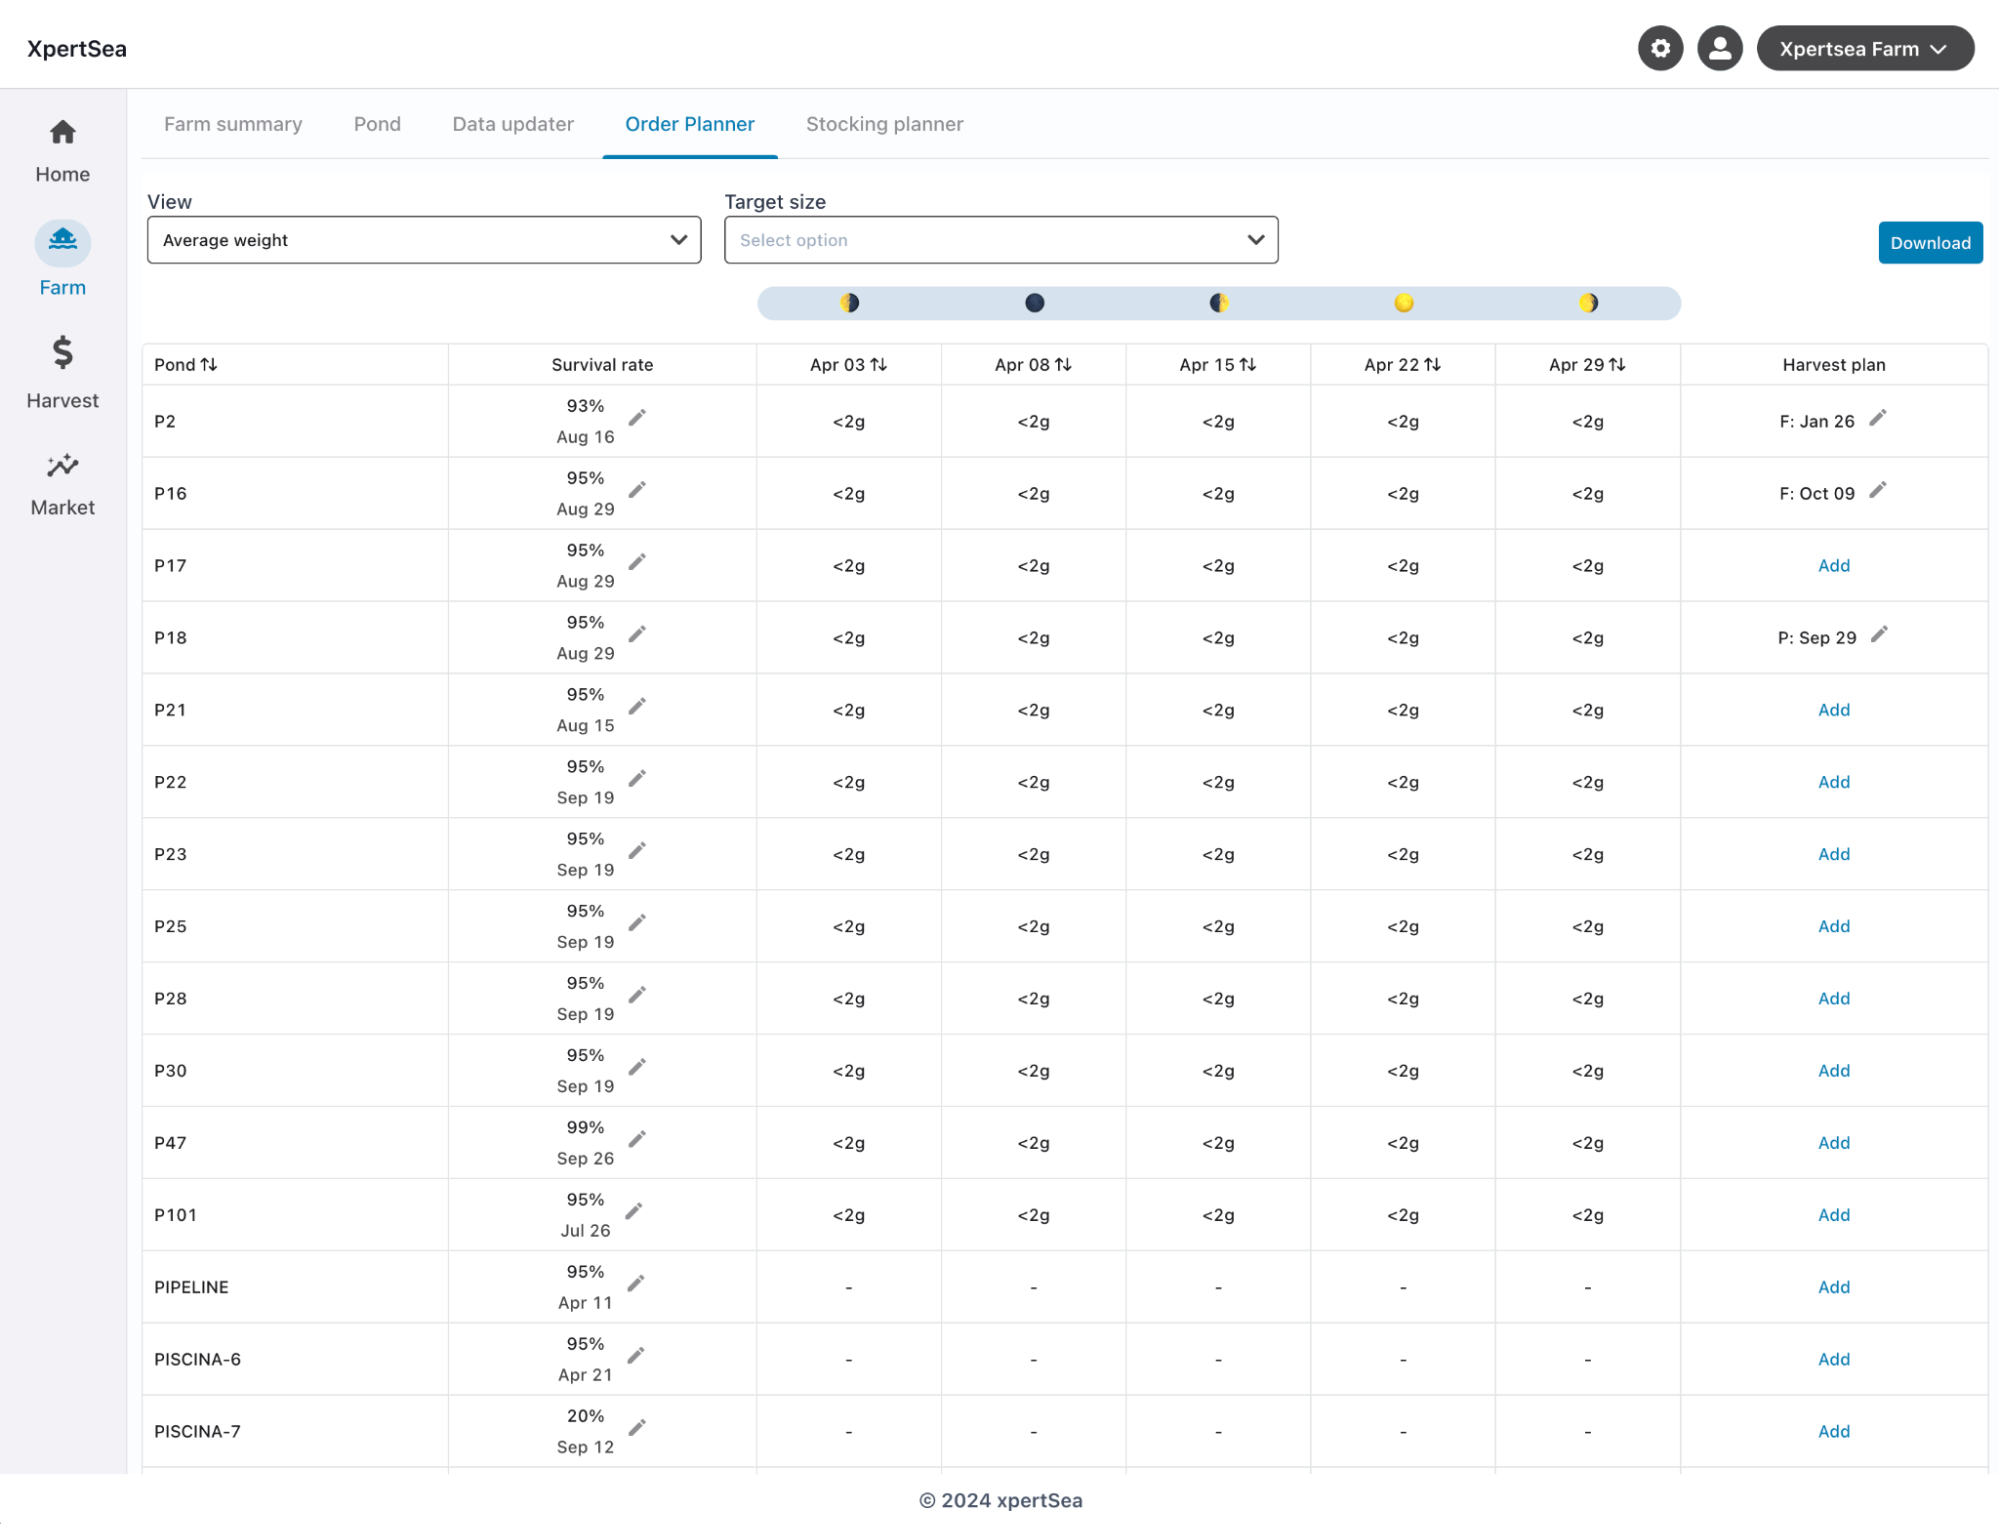 XpertSea
Xpertsea Farm
Home
Farm
Harvest
Market
Farm summary Pond Data updater Order Planner Stocking planner
View Target size
Average weight Select option Download
Pond Survival rate Apr 03 Apr 08 Apr 15 Apr 22 Apr 29 Harvest plan
P2 93% Aug 16 <2g <2g <2g <2g <2g F: Jan 26
P16 95% Aug 29 <2g <2g <2g <2g <2g F: Oct 09
P17 95% Aug 29 <2g <2g <2g <2g <2g Add
P18 95% Aug 29 <2g <2g <2g <2g <2g P: Sep 29
P21 95% Aug 15 <2g <2g <2g <2g <2g Add
P22 95% Sep 19 <2g <2g <2g <2g <2g Add
P23 95% Sep 19 <2g <2g <2g <2g <2g Add
P25 95% Sep 19 <2g <2g <2g <2g <2g Add
P28 95% Sep 19 <2g <2g <2g <2g <2g Add
P30 95% Sep 19 <2g <2g <2g <2g <2g Add
P47 99% Sep 26 <2g <2g <2g <2g <2g Add
P101 95% Jul 26 <2g <2g <2g <2g <2g Add
PIPELINE 95% Apr 11 - - - - - Add
PISCINA-6 95% Apr 21 - - - - - Add
PISCINA-7 20% Sep 12 - - - - - Add
© 2024 xpertSea